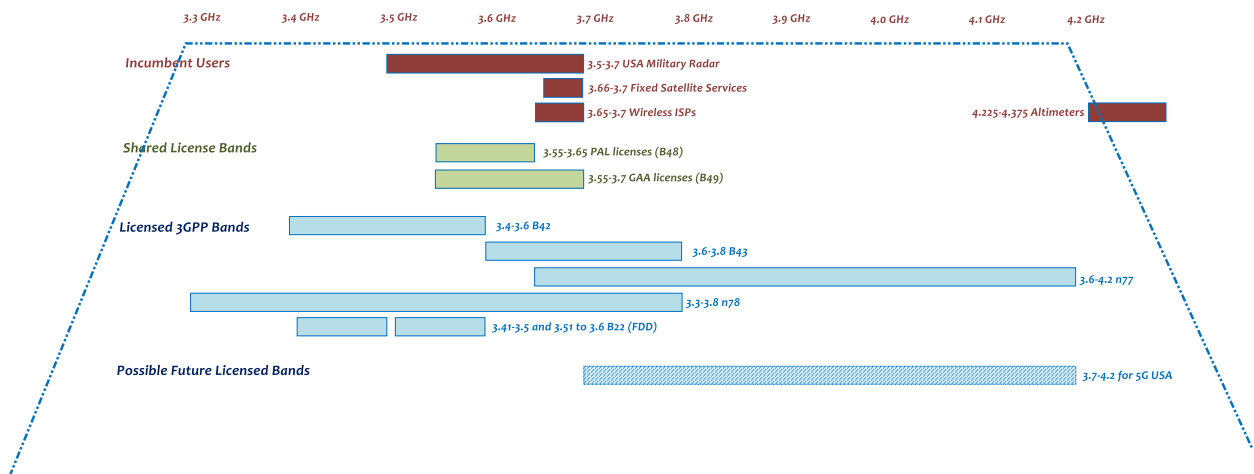 3.3 GHz 3.4 GHz 3.5 GHz 3.6 GHz 3.7 GHz 3.8 GHz 3.9 GHz 4.0 GHz 4.1 GHz 4.2 GHz
Incumbent Users
3.5-3.7 USA Military Radar
3.66-3.7 Fixed Satellite Services
3.65-3.7 Wireless ISPs
4.225-4.375 Altimeters
Shared License Bands
3.55-3.65 PAL licenses (B48)
3.55-3.7 GAA licenses (B49)
Licensed 3GPP Bands
3.4-3.6 B42
3.6-3.8 B43
3.6-4.2 n77
3.3-3.8 n78
3.41-3.5 and 3.51 to 3.6 B22 (FDD)
Possible Future Licensed Bands
3.7-4.2 for 5G USA